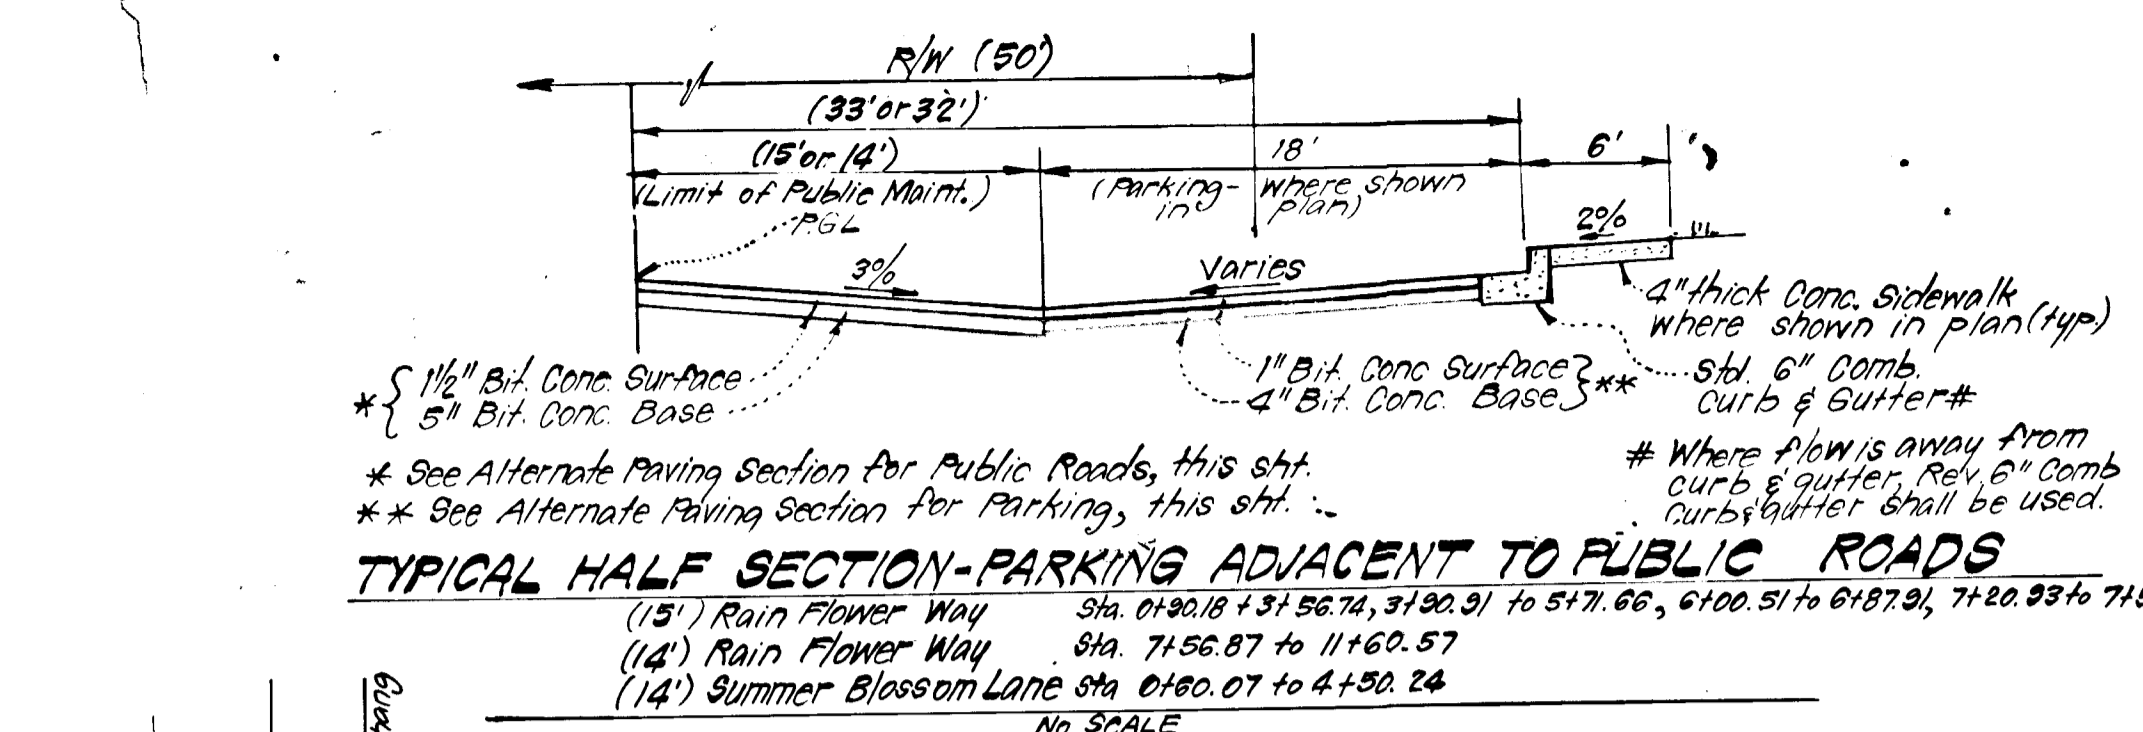 R/W (50')
(33'or 32')
(15'or 14')
18'
6'
(Limit of Public Maint.)
(Parking- where shown
in plan)
P.G.L
2%
3%
Varies
4" thick Conc. Sidewalk
where shown in plan (typ.)
* { 1½" Bit. Conc. Surface
5" Bit. Conc. Base
1" Bit. Conc Surface } **
4" Bit. Conc. Base
Std. 6" Comb.
Curb & Gutter#
# Where flow is away from
curb & gutter, Rev. 6" Comb
Curb & gutter shall be used.
* See Alternate Paving Section for Public Roads, this sht.
** See Alternate Paving Section for Parking, this sht.
TYPICAL HALF SECTION-PARKING ADJACENT TO PUBLIC ROADS
(15') Rain Flower Way Sta. 0+90.18 + 3+56.74, 3+90.91 to 5+71.66, 6+00.51 to 6+87.91, 7+20.93 to
(14') Rain Flower Way Sta. 7+56.87 to 11+60.57
(14') Summer Blossom Lane Sta 0+60.07 to 4+50.24
No SCALE